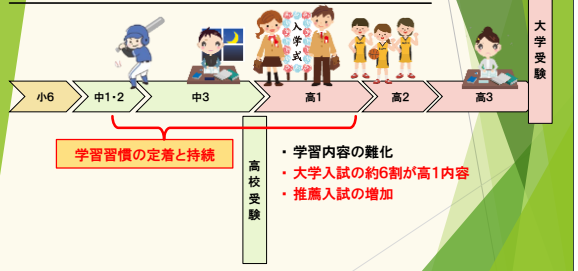 大学受験
入学式
小6
中1・2
中3
高1
高2
高3
学習習慣の定着と持続
高校受験
・学習内容の難化
・大学入試の約6割が高1内容
・推薦入試の増加